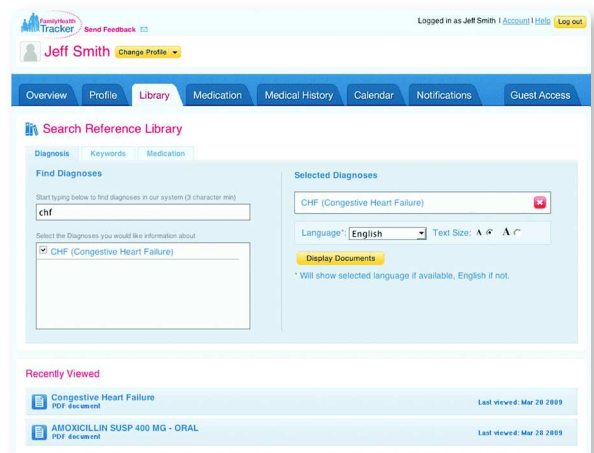 FamilyHealth
Tracker
Send Feedback
Logged in as Jeff Smith | Account | Help Log out
Jeff Smith Change Profile
Overview Profile Library Medication Medical History Calendar Notifications Guest Access
Search Reference Library
Diagnosis Keywords Medication
Find Diagnoses
Start typing below to find diagnoses in our system (3 character min)
chf
Select the Diagnoses you would like information about
CHF (Congestive Heart Failure)
Selected Diagnoses
CHF (Congestive Heart Failure)
Language*: English Text Size: A A
Display Documents
* Will show selected language if available, English if not.
Recently Viewed
Congestive Heart Failure
PDF document
Last viewed: Mar 20 2009
AMOXICILLIN SUSP 400 MG - ORAL
PDF document
Last viewed: Mar 20 2009